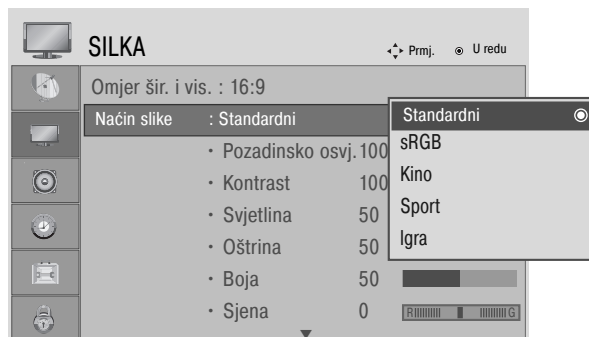 SILKA
Prmj.
U redu
Omjer šir. i vis. : 16:9
Naćin slike : Standardni
• Pozadinsko osvj. 100
• Kontrast 100
• Svjetlina 50
• Oštrina 50
• Boja 50
• Sjena 0
R G
Standardni
sRGB
Kino
Sport
Igra